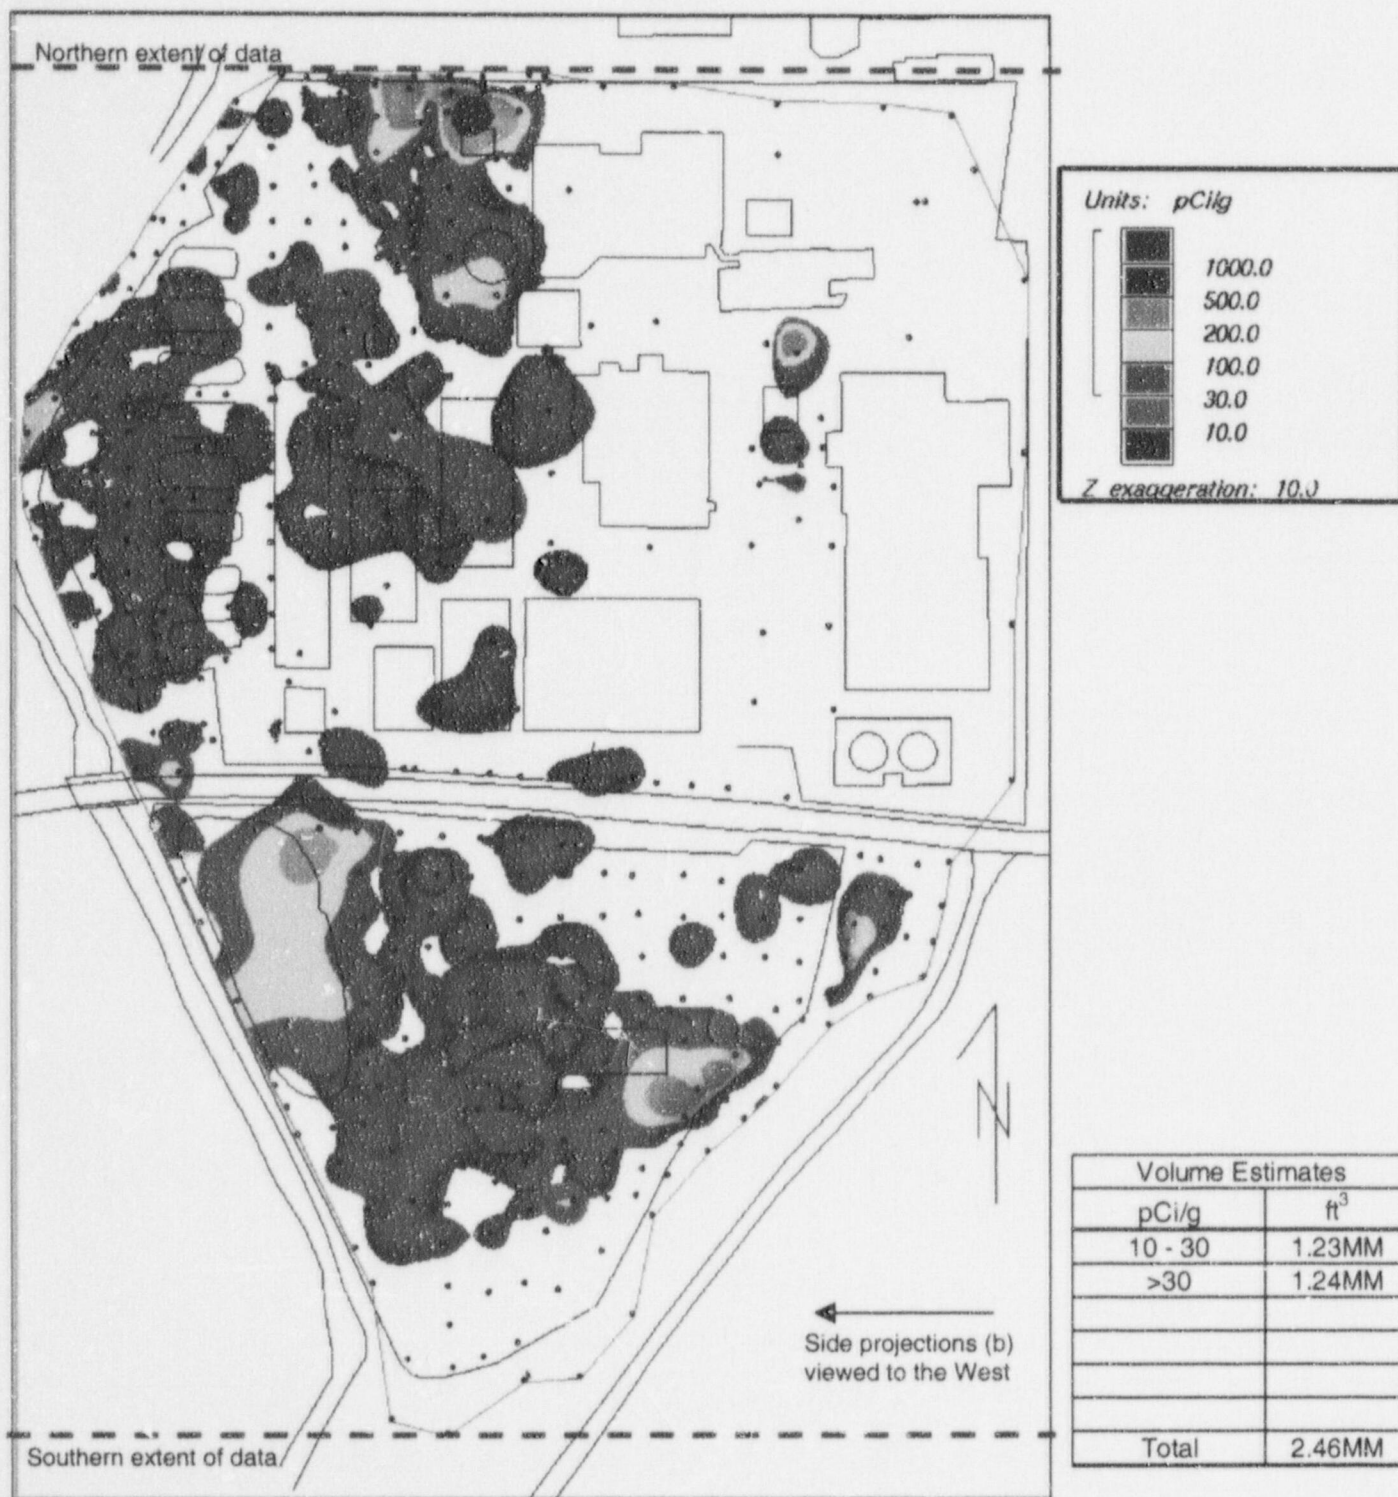 Northern extent of data
Units: pCi/g
1000.0
500.0
200.0
100.0
30.0
10.0
Z exaggeration: 10.0
N
Volume Estimates
pCi/g ft³
10 - 30 1.23MM
>30 1.24MM
Total 2.46MM
Side projections (b)
viewed to the West
Southern extent of data